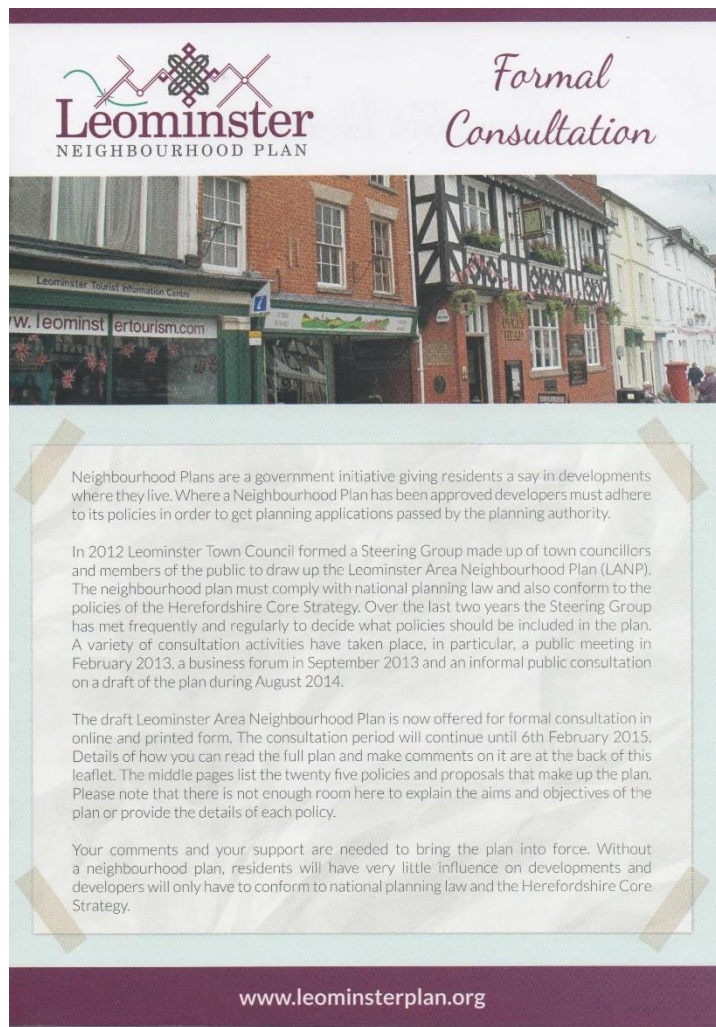 Leominster
NEIGHBOURHOOD PLAN
Formal
Consultation
Leominster Tourist Information Centre
w.leominstertourism.com
Neighbourhood Plans are a government initiative giving residents a say in developments
where they live. Where a Neighbourhood Plan has been approved developers must adhere
to its policies in order to get planning applications passed by the planning authority.
In 2012 Leominster Town Council formed a Steering Group made up of town councillors
and members of the public to draw up the Leominster Area Neighbourhood Plan (LANP).
The neighbourhood plan must comply with national planning law and also conform to the
policies of the Herefordshire Core Strategy. Over the last two years the Steering Group
has met frequently and regularly to decide what policies should be included in the plan.
A variety of consultation activities have taken place, in particular, a public meeting in
February 2013, a business forum in September 2013 and an informal public consultation
on a draft of the plan during August 2014.
The draft Leominster Area Neighbourhood Plan is now offered for formal consultation in
online and printed form. The consultation period will continue until 6th February 2015.
Details of how you can read the full plan and make comments on it are at the back of this
leaflet. The middle pages list the twenty five policies and proposals that make up the plan.
Please note that there is not enough room here to explain the aims and objectives of the
plan or provide the details of each policy.
Your comments and your support are needed to bring the plan into force. Without
a neighbourhood plan, residents will have very little influence on developments and
developers will only have to conform to national planning law and the Herefordshire Core
Strategy.
www.leominsterplan.org